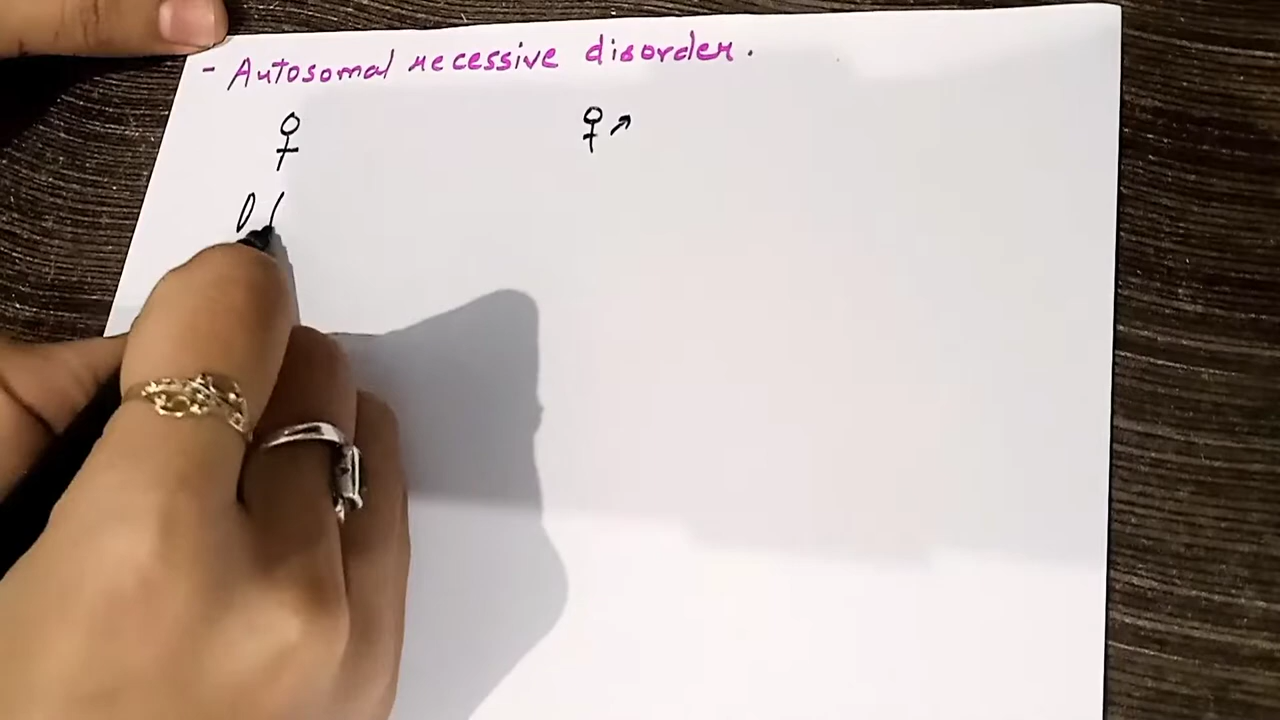 - Autosomal recessive disorder.
♀ ♀↗